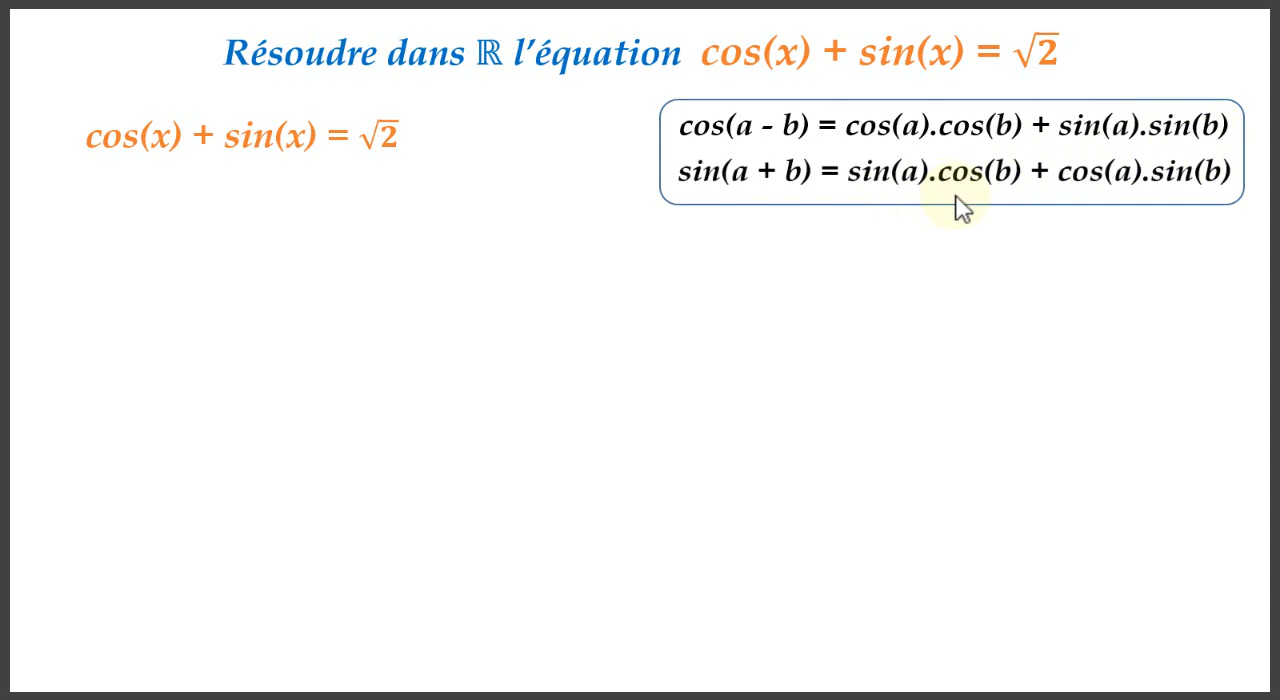 Résoudre dans ℝ l’équation cos(x) + sin(x) = √2
cos(x) + sin(x) = √2
cos(a - b) = cos(a).cos(b) + sin(a).sin(b)
sin(a + b) = sin(a).cos(b) + cos(a).sin(b)